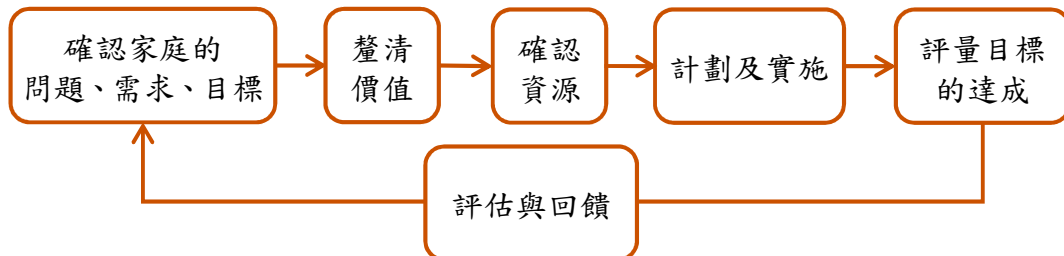 確認家庭的
問題、需求、目標
釐清
價值
確認
資源
計劃及實施
評量目標
的達成
評估與回饋